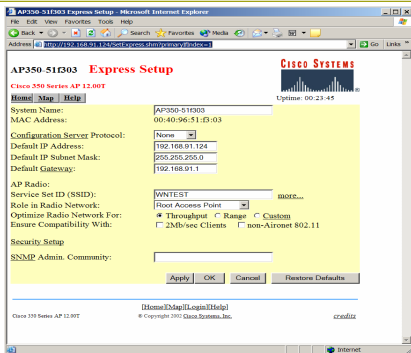 AP350-51f303 Express Setup - Microsoft Internet Explorer
File Edit View Favorites Tools Help
Back Search Favorites Media
Address http://192.168.91.124/SetExpress.shm?primaryIfIndex=1 Go Links »
AP350-51f303 Express Setup
CISCO SYSTEMS
Cisco 350 Series AP 12.00T
Home Map Help Uptime: 00:23:45
System Name: AP350-51f303
MAC Address: 00:40:96:51:f3:03
Configuration Server Protocol: None
Default IP Address: 192.168.91.124
Default IP Subnet Mask: 255.255.255.0
Default Gateway: 192.168.91.1
AP Radio:
Service Set ID (SSID): WNTEST more...
Role in Radio Network: Root Access Point
Optimize Radio Network For: Throughput Range Custom
Ensure Compatibility With: 2Mb/sec Clients non-Aironet 802.11
Security Setup
SNMP Admin. Community:
Apply OK Cancel Restore Defaults
[Home][Map][Login][Help]
Cisco 350 Series AP 12.00T © Copyright 2002 Cisco Systems, Inc. credits
Internet